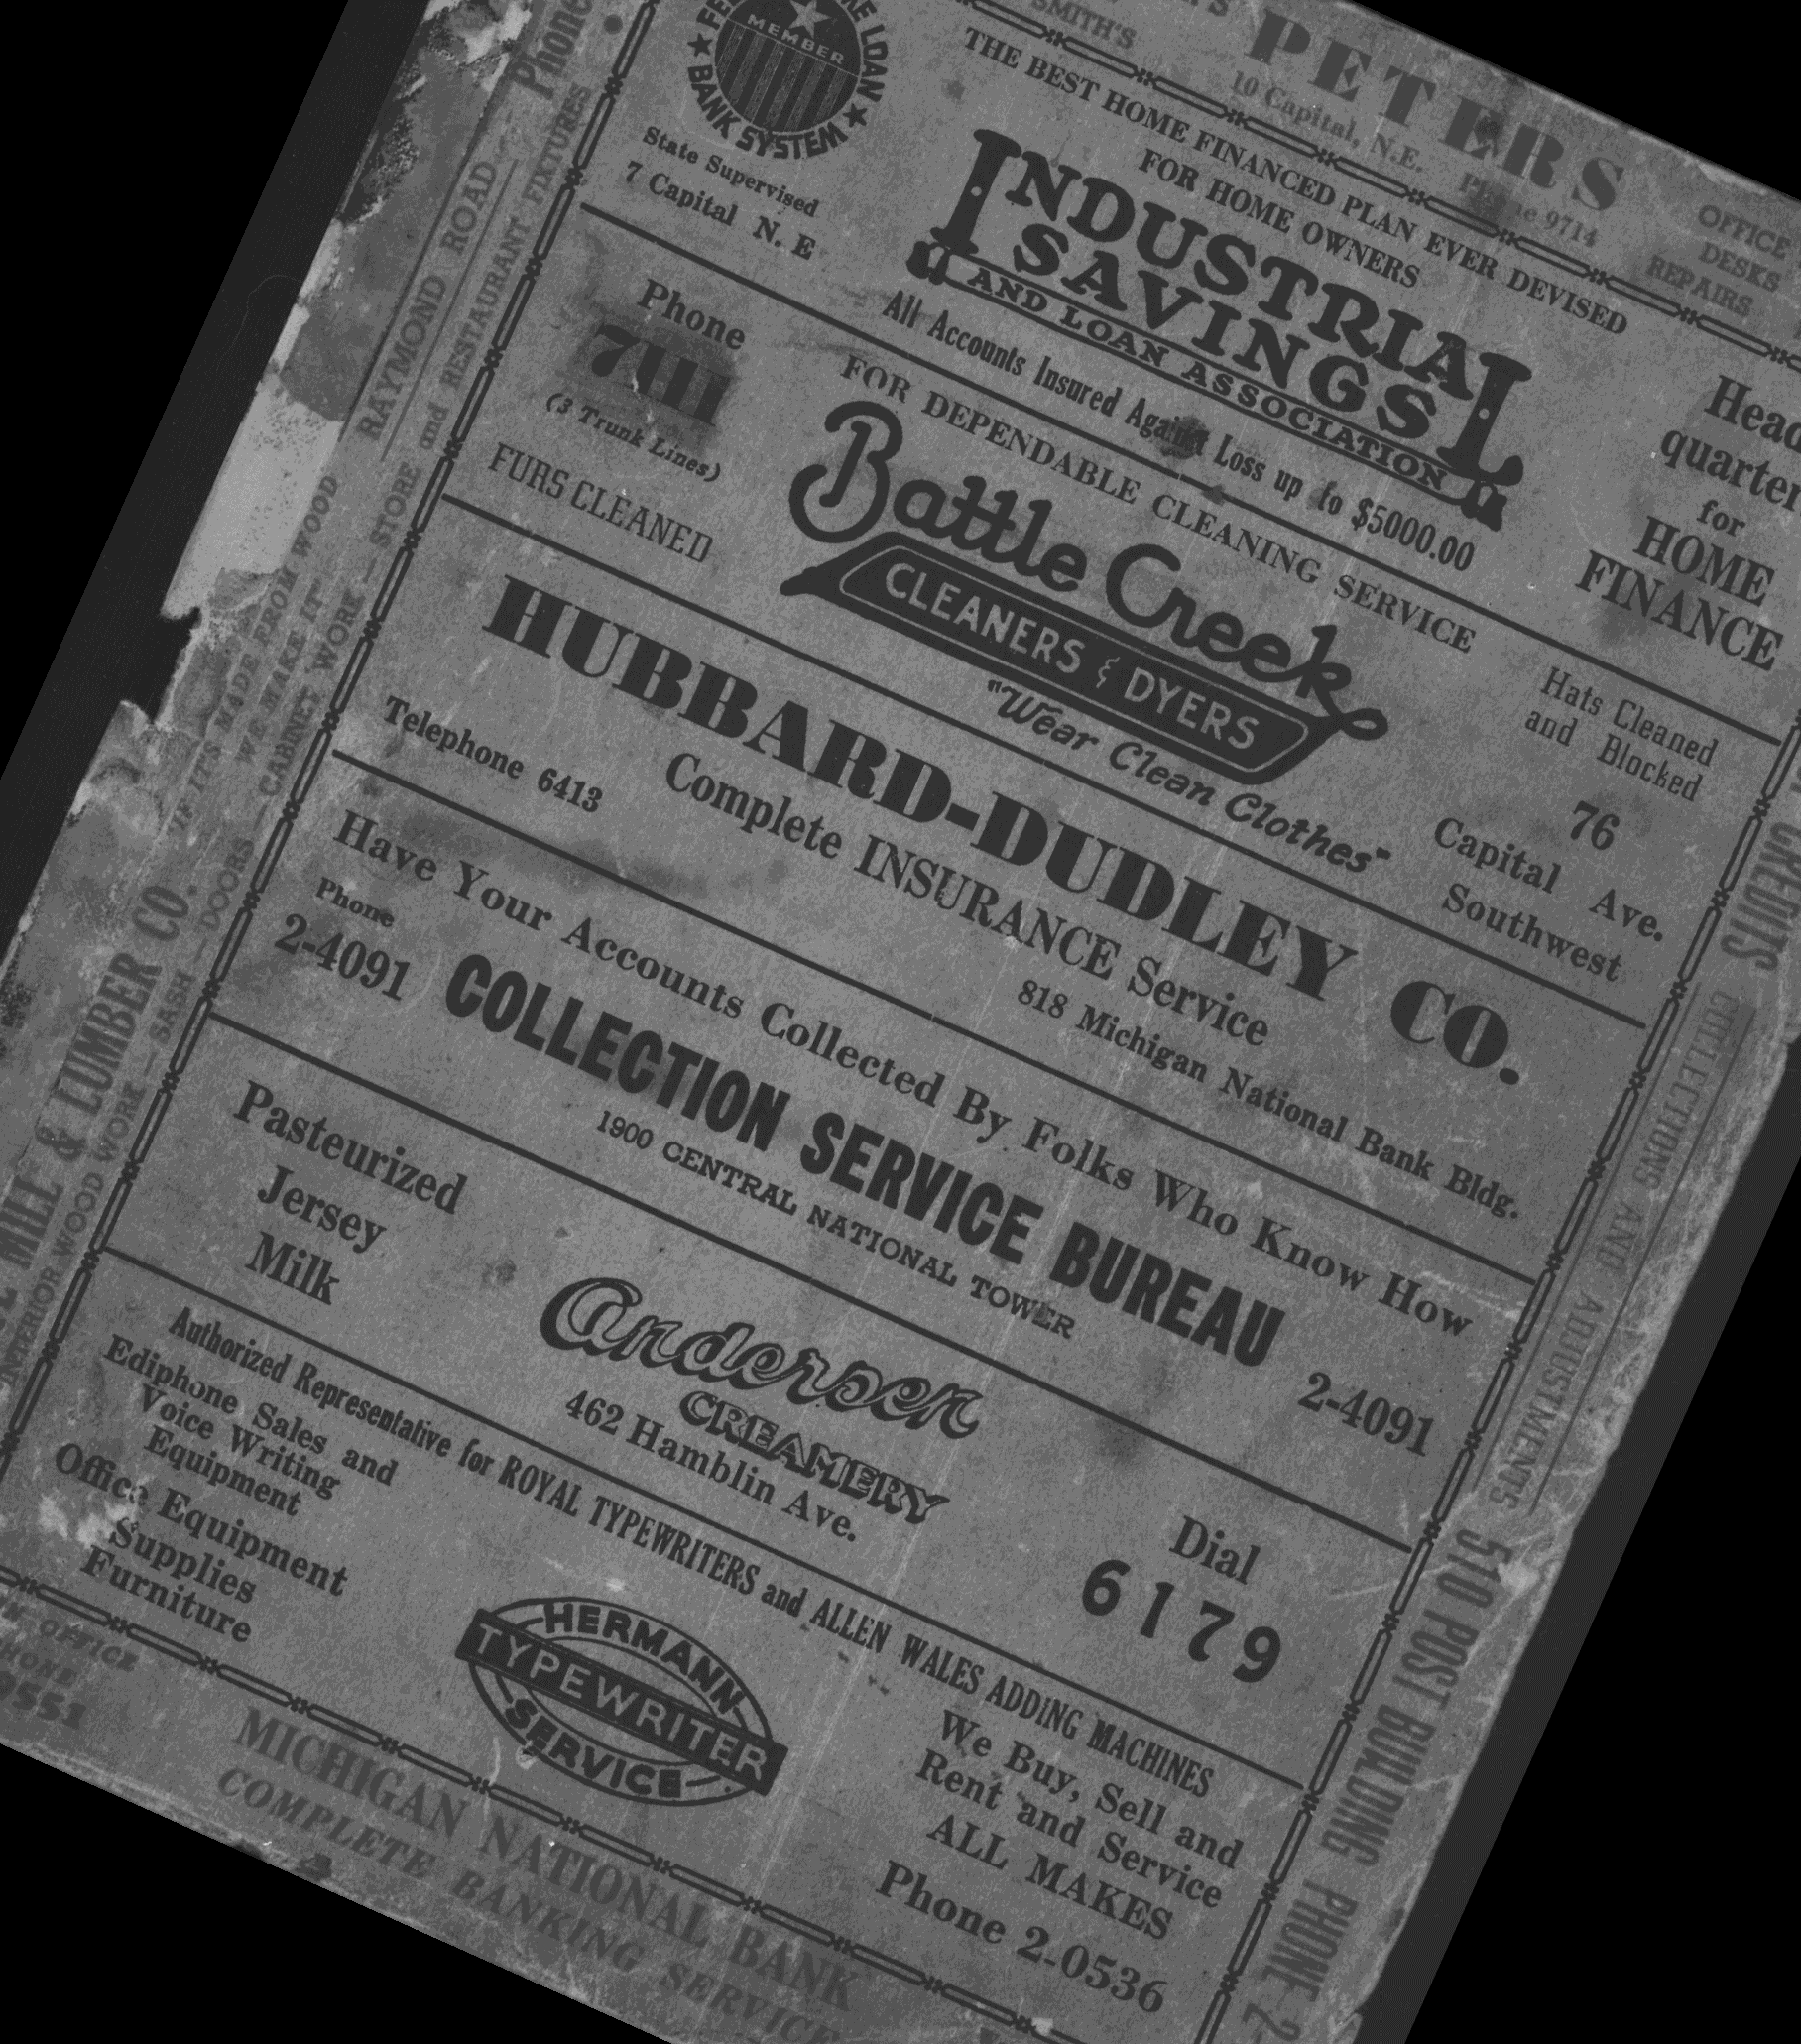 SMITH'S
PETERS
10 Capital, N.E.
9714
OFFICE
DESKS
REPAIRS
MEMBER
LOAN
BANK SYSTEM
State Supervised
7 Capital N. E
THE BEST HOME FINANCED PLAN EVER DEVISED
FOR HOME OWNERS
INDUSTRIAL
SAVINGS
AND LOAN ASSOCIATION
All Accounts Insured Against Loss up to $5000.00
for
HOME
FINANCE
Phone
7111
(3 Trunk Lines)
FURS CLEANED
FOR DEPENDABLE CLEANING SERVICE
Battle Creek
CLEANERS & DYERS
"Wear Clean Clothes"
Hats Cleaned
and Blocked
76
Capital Ave.
Southwest
HUBBARD-DUDLEY CO.
Telephone 6413
Complete INSURANCE Service
818 Michigan National Bank Bldg.
Have Your Accounts Collected By Folks Who Know How
Phone
2-4091
COLLECTION SERVICE BUREAU
2-4091
1900 CENTRAL NATIONAL TOWER
Pasteurized
Jersey
Milk
Andersen
CREAMERY
462 Hamblin Ave.
Dial
6179
Authorized Representative for ROYAL TYPEWRITERS and ALLEN WALES ADDING MACHINES
Ediphone Sales and
Voice Writing
Equipment
Office Equipment
Supplies
Furniture
HERMANN
TYPEWRITER
SERVICE
We Buy, Sell and
Rent and Service
ALL MAKES
Phone 2-0536
OFFICE
MICHIGAN NATIONAL BANK
COMPLETE BANKING SERVICE
MILL & LUMBER CO.
INTERIOR WOOD WORK — SASH — DOORS
CABINET WORK — STORE and RESTAURANT FIXTURES
"IF IT'S MADE FROM WOOD
WE MAKE IT"
RAYMOND ROAD
Phone
CREDITS
COLLECTIONS AND ADJUSTMENTS
510 POST BUILDING PHONE 2-